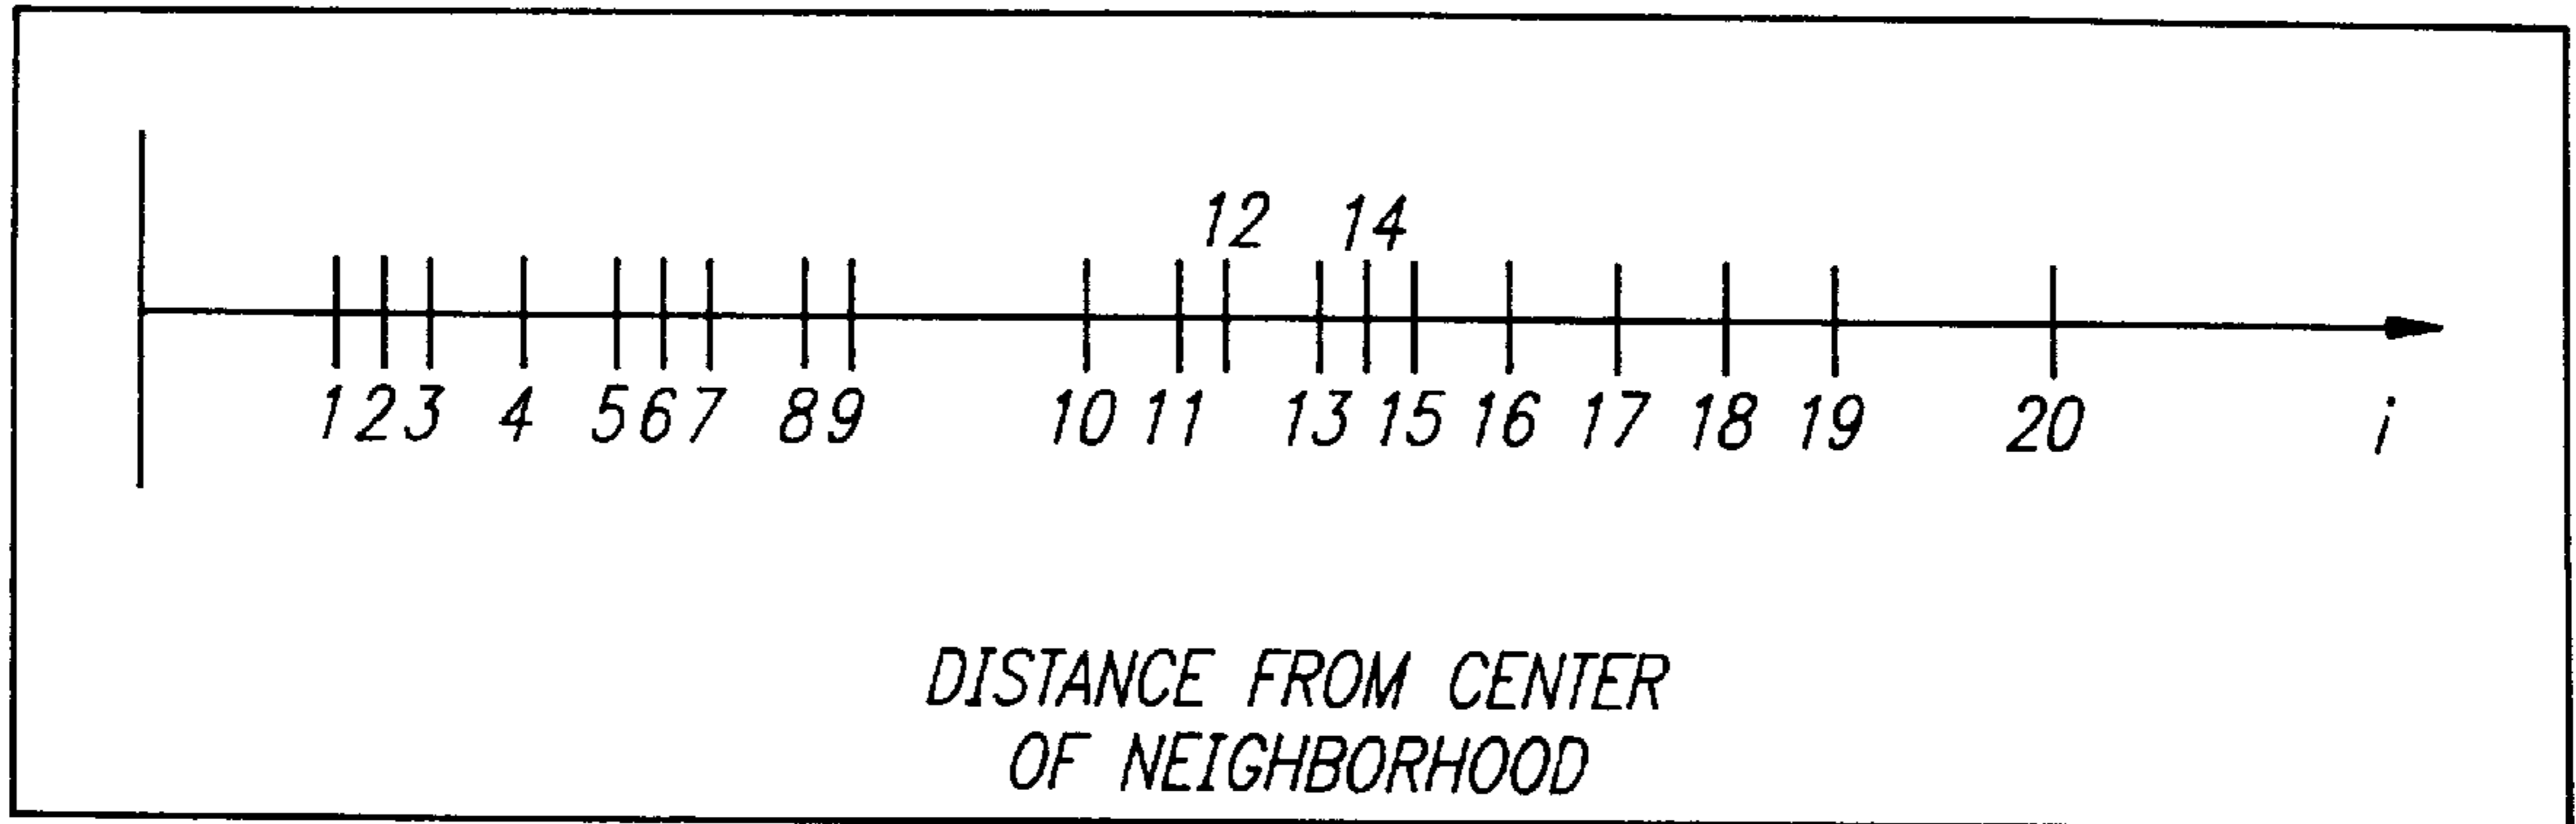 12 14
1 2 3 4 5 6 7 8 9 10 11 13 15 16 17 18 19 20 i
DISTANCE FROM CENTER
OF NEIGHBORHOOD